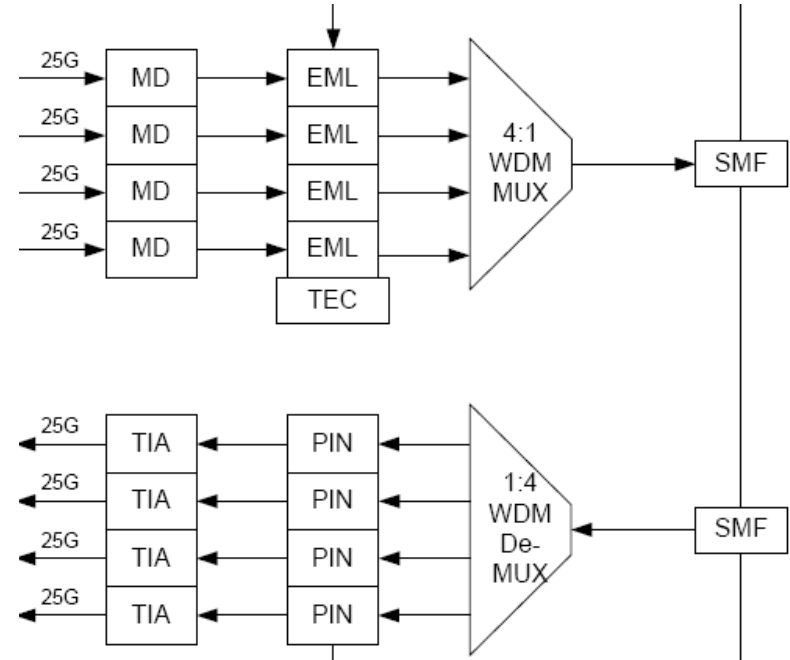 25G
MD
EML
25G
MD
EML
25G
MD
EML
25G
MD
EML
TEC
4:1
WDM
MUX
SMF
25G
TIA
PIN
25G
TIA
PIN
25G
TIA
PIN
25G
TIA
PIN
1:4
WDM
De-
MUX
SMF